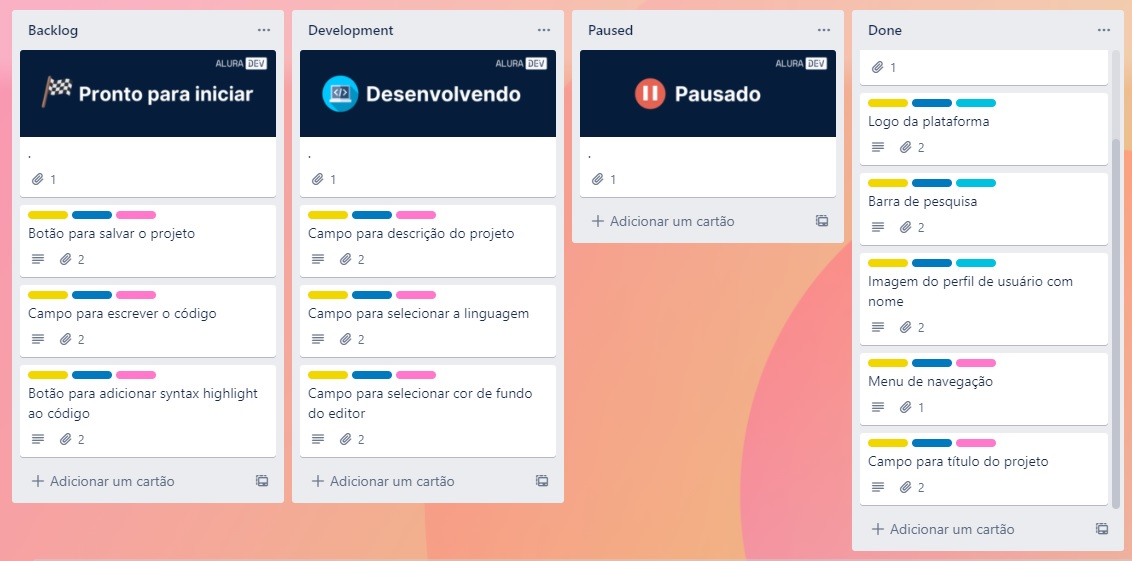 Backlog
ALURA DEV
Pronto para iniciar
.
1
Botão para salvar o projeto
2
Campo para escrever o código
2
Botão para adicionar syntax highlight
ao código
2
Adicionar um cartão
Development
ALURA DEV
Desenvolvendo
.
1
Campo para descrição do projeto
2
Campo para selecionar a linguagem
2
Campo para selecionar cor de fundo
do editor
2
Adicionar um cartão
Paused
ALURA DEV
Pausado
.
1
Adicionar um cartão
Done
1
Logo da plataforma
2
Barra de pesquisa
2
Imagem do perfil de usuário com
nome
2
Menu de navegação
1
Campo para título do projeto
2
Adicionar um cartão